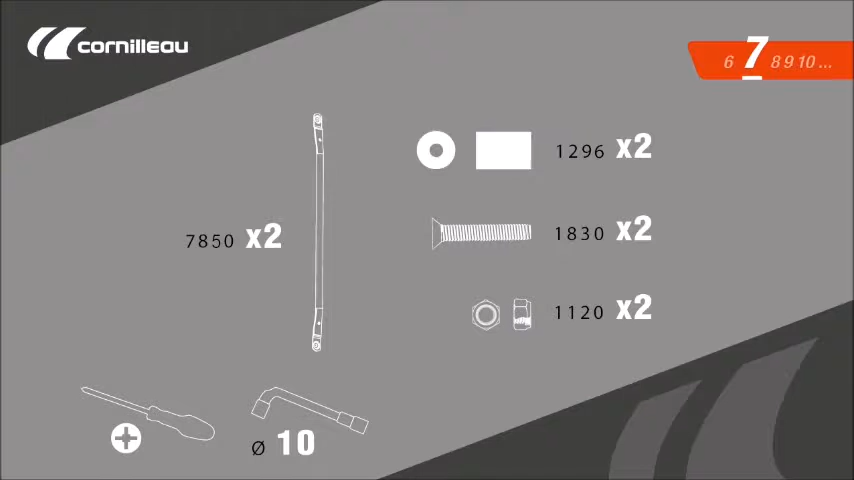 cornilleau
6 7 8 9 10 ...
1296 x2
7850 x2
1830 x2
1120 x2
Ø 10